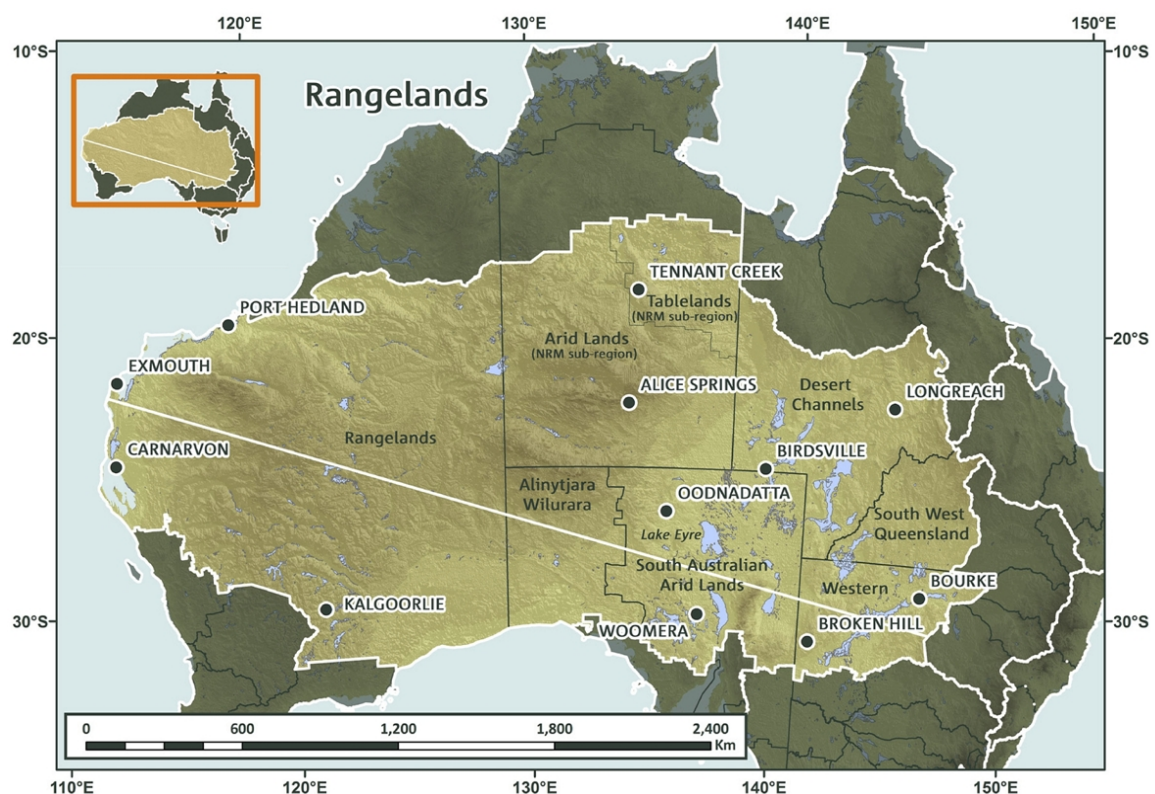 120°E
130°E
140°E
150°E
10°S
10°S
Rangelands
TENNANT CREEK
Tablelands
(NRM sub-region)
PORT HEDLAND
20°S
20°S
Arid Lands
(NRM sub-region)
EXMOUTH
ALICE SPRINGS
Desert
Channels
LONGREACH
Rangelands
CARNARVON
BIRDSVILLE
Alinytjara
Wilurara
OODNADATTA
South West
Queensland
Lake Eyre
South Australian
Arid Lands
Western
BOURKE
KALGOORLIE
WOOMERA
BROKEN HILL
30°S
30°S
0
600
1,200
1,800
2,400
Km
110°E
120°E
130°E
140°E
150°E